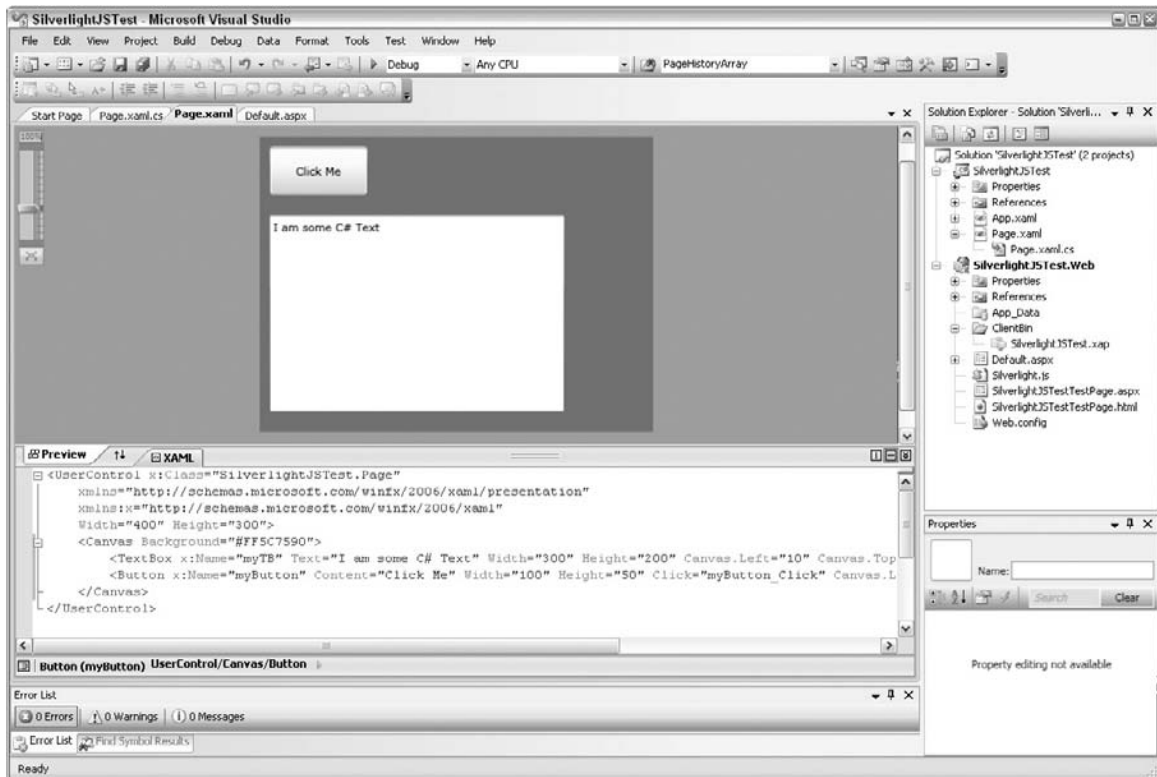 SilverlightJSTest - Microsoft Visual Studio
File Edit View Project Build Debug Data Format Tools Test Window Help
Debug Any CPU PageHistoryArray
Start Page Page.xaml.cs Page.xaml Default.aspx
100%
Click Me
I am some C# Text
Preview XAML
<UserControl x:Class="SilverlightJSTest.Page"
xmlns="http://schemas.microsoft.com/winfx/2006/xaml/presentation"
xmlns:x="http://schemas.microsoft.com/winfx/2006/xaml"
Width="400" Height="300">
<Canvas Background="#FF5C7590">
<TextBox x:Name="myTB" Text="I am some C# Text" Width="300" Height="200" Canvas.Left="10" Canvas.Top
<Button x:Name="myButton" Content="Click Me" Width="100" Height="50" Click="myButton_Click" Canvas.L
</Canvas>
</UserControl>
Button (myButton) UserControl/Canvas/Button
Error List
0 Errors 0 Warnings 0 Messages
Error List Find Symbol Results
Ready
Solution Explorer - Solution 'Silverli...
Solution 'SilverlightJSTest' (2 projects)
SilverlightJSTest
Properties
References
App.xaml
Page.xaml
Page.xaml.cs
SilverlightJSTest.Web
Properties
References
App_Data
ClientBin
SilverlightJSTest.xap
Default.aspx
Silverlight.js
SilverlightJSTestTestPage.aspx
SilverlightJSTestTestPage.html
Web.config
Properties
Name:
Search Clear
Property editing not available